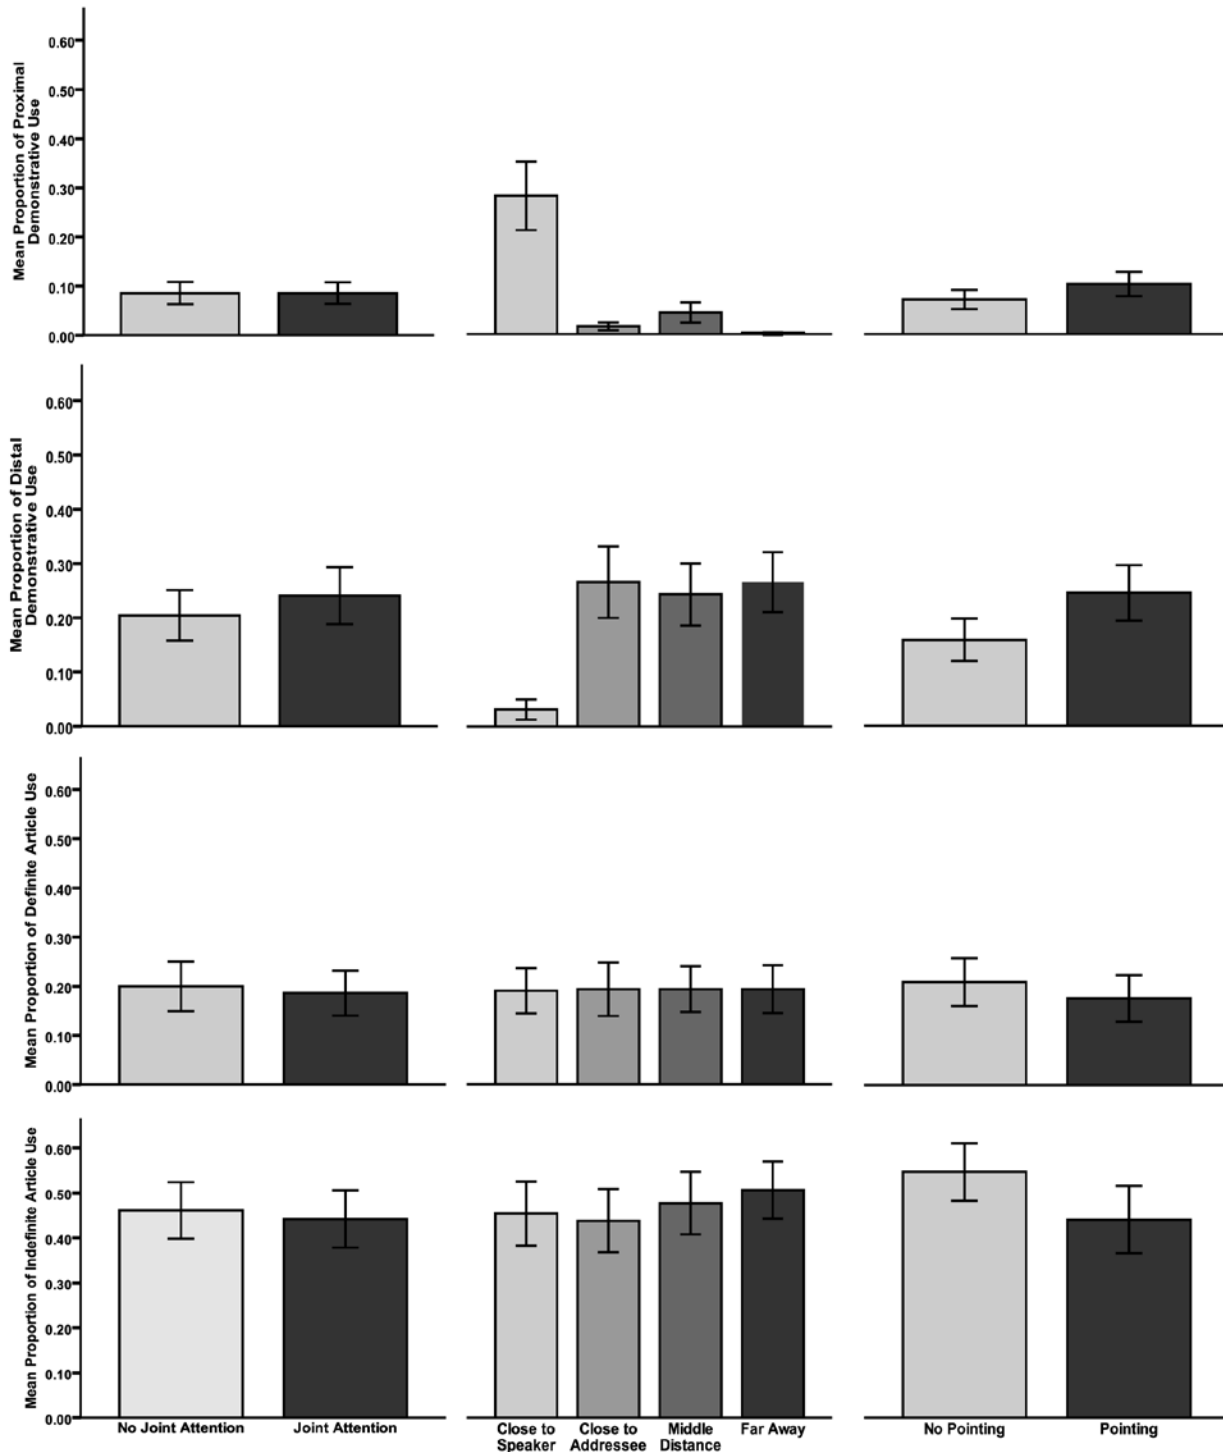 Mean Proportion of Proximal
Demonstrative Use
0.60
0.50
0.40
0.30
0.20
0.10
0.00
Mean Proportion of Distal
Demonstrative Use
0.60
0.50
0.40
0.30
0.20
0.10
0.00
Mean Proportion of Definite Article Use
0.60
0.50
0.40
0.30
0.20
0.10
0.00
Mean Proportion of Indefinite Article Use
0.60
0.50
0.40
0.30
0.20
0.10
0.00
No Joint Attention
Joint Attention
Close to
Speaker
Close to
Addressee
Middle
Distance
Far Away
No Pointing
Pointing